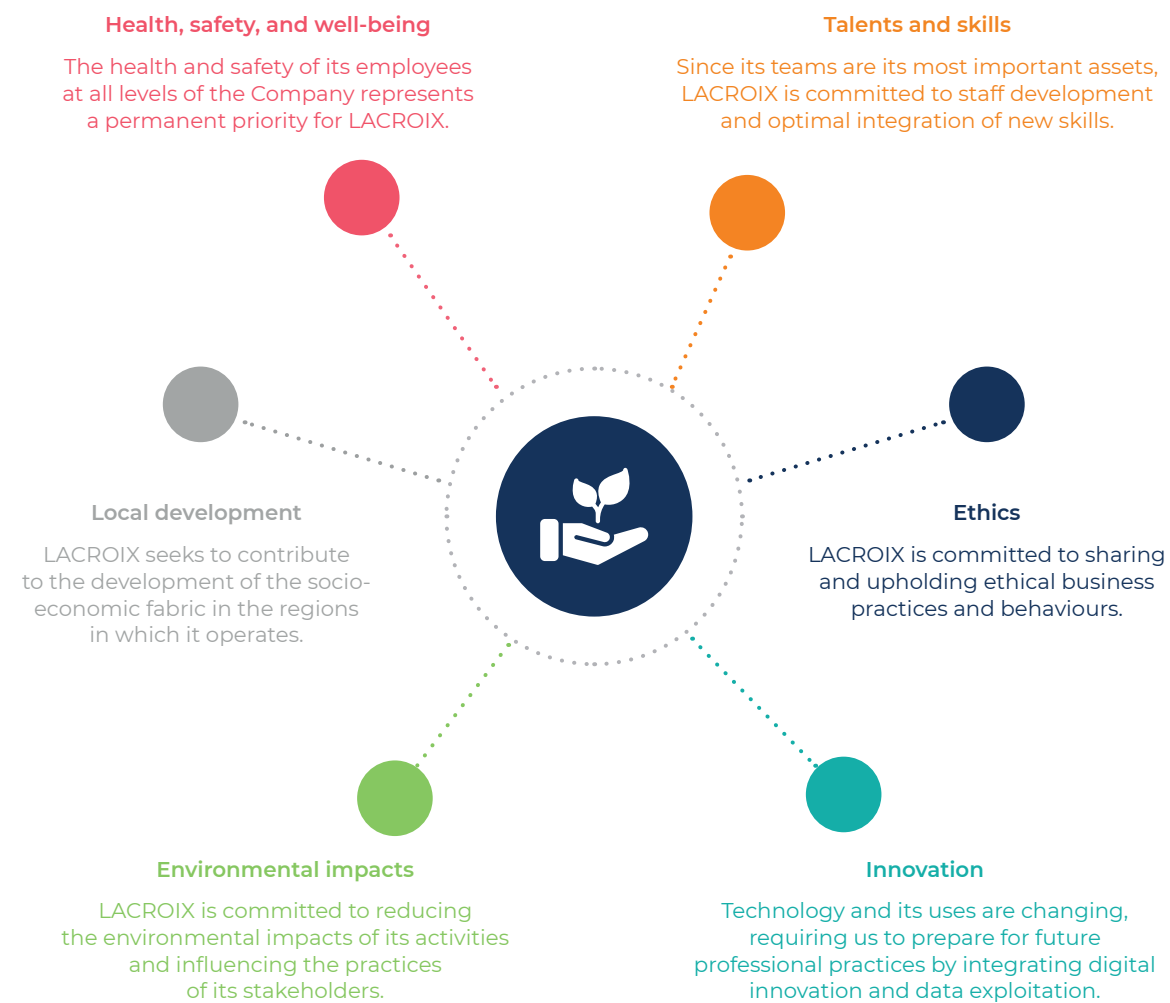 Health, safety, and well-being
The health and safety of its employees
at all levels of the Company represents
a permanent priority for LACROIX.
Talents and skills
Since its teams are its most important assets,
LACROIX is committed to staff development
and optimal integration of new skills.
Local development
LACROIX seeks to contribute
to the development of the socio-
economic fabric in the regions
in which it operates.
Ethics
LACROIX is committed to sharing
and upholding ethical business
practices and behaviours.
Environmental impacts
LACROIX is committed to reducing
the environmental impacts of its activities
and influencing the practices
of its stakeholders.
Innovation
Technology and its uses are changing,
requiring us to prepare for future
professional practices by integrating digital
innovation and data exploitation.